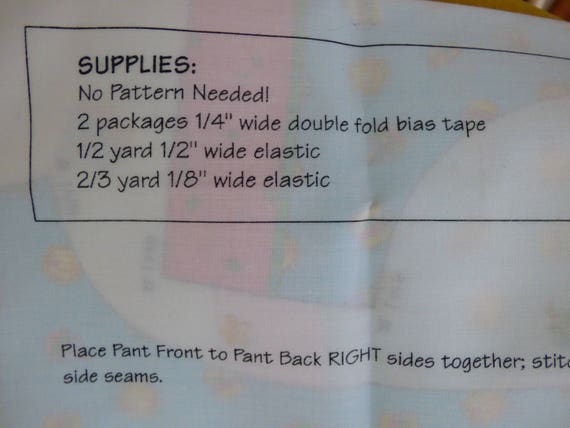 SUPPLIES:
No Pattern Needed!
2 packages 1/4" wide double fold bias tape
1/2 yard 1/2" wide elastic
2/3 yard 1/8" wide elastic
Place Pant Front to Pant Back RIGHT sides together; stitc
side seams.